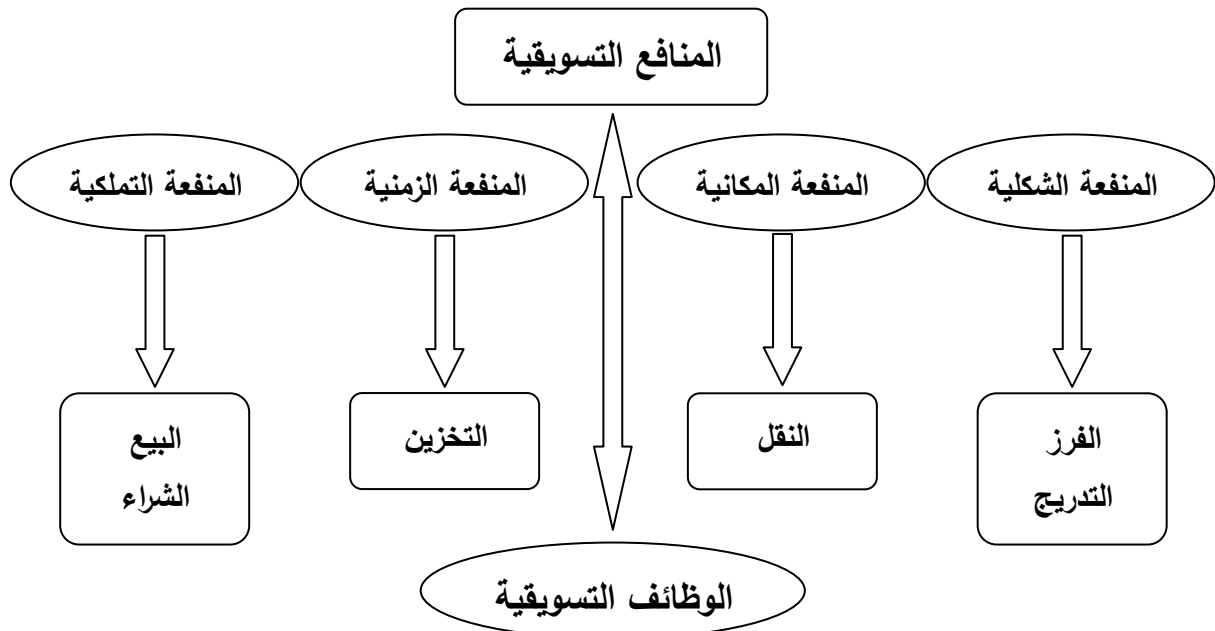 المنافع التسويقية
المنفعة الشكلية
المنفعة المكانية
المنفعة الزمنية
المنفعة التملكية
الفرز
التدريج
النقل
التخزين
البيع
الشراء
الوظائف التسويقية